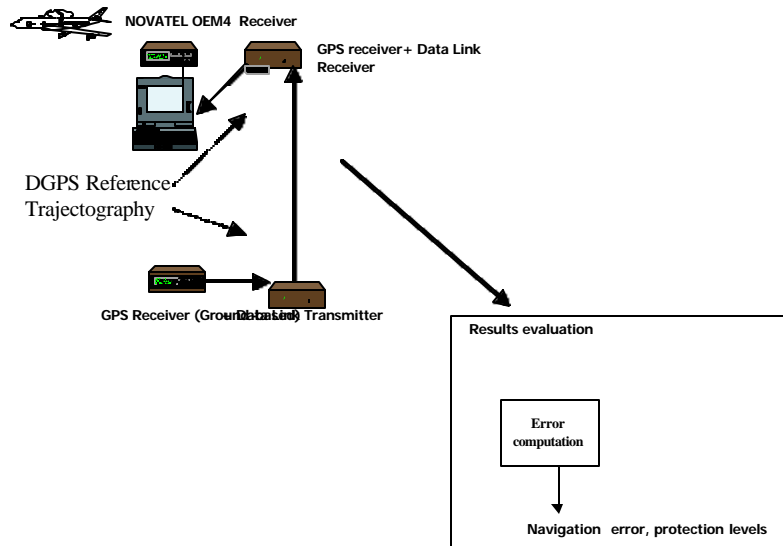 NOVATEL OEM4 Receiver
GPS receiver+ Data Link
Receiver
DGPS Reference
Trajectography
GPS Receiver (Ground-based)
+ Data Link Transmitter
Results evaluation
Error
computation
Navigation error, protection levels